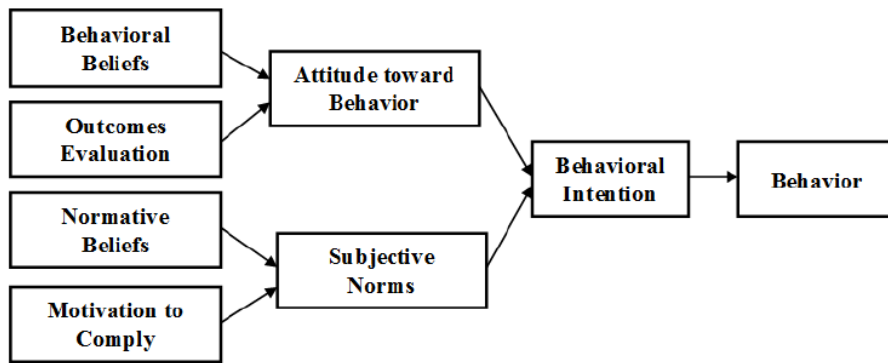 Behavioral
Beliefs
Outcomes
Evaluation
Normative
Beliefs
Motivation to
Comply
Attitude toward
Behavior
Subjective
Norms
Behavioral
Intention
Behavior